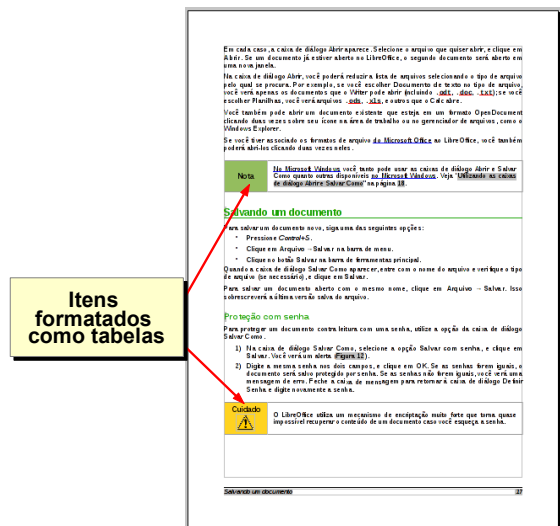 Em cada caso, a caixa de diálogo Abrir aparece. Selecione o arquivo que quiser abrir, e clique em
Abrir. Se um documento já estiver aberto no LibreOffice, o segundo documento será aberto em
uma nova janela.
Na caixa de diálogo Abrir, você poderá reduzir a lista de arquivos selecionando o tipo de arquivo
pelo qual se procura. Por exemplo, se você escolher Documento de texto no tipo de arquivo,
você verá apenas os documentos que o Writer pode abrir (incluindo .odt, .doc, .txt); se você
escolher Planilhas, você verá arquivos .ods, .xls, e outros que o Calc abre.
Você também pode abrir um documento existente que esteja em um formato OpenDocument
clicando duas vezes sobre seu ícone na área de trabalho ou no gerenciador de arquivos, como o
Windows Explorer.
Se você tiver associado os formatos de arquivo do Microsoft Office ao LibreOffice, você também
poderá abri-los clicando duas vezes neles.
Nota
No Microsoft Windows você tanto pode usar as caixas de diálogo Abrir e Salvar
Como quanto outras disponíveis no Microsoft Windows. Veja "Utilizando as caixas
de diálogo Abrir e Salvar Como" na página 18.
Salvando um documento
Para salvar um documento novo, siga uma das seguintes opções:
• Pressione Control+S.
• Clique em Arquivo → Salvar na barra de menu.
• Clique no botão Salvar na barra de ferramentas principal.
Quando a caixa de diálogo Salvar Como aparecer, entre com o nome do arquivo e verifique o tipo
de arquivo (se necessário), e clique em Salvar.
Para salvar um documento aberto com o mesmo nome, clique em Arquivo → Salvar. Isso
sobrescreverá a última versão salva do arquivo.
Itens
formatados
como tabelas
Proteção com senha
Para proteger um documento contra leitura com uma senha, utilize a opção da caixa de diálogo
Salvar Como.
1) Na caixa de diálogo Salvar Como, selecione a opção Salvar com senha, e clique em
Salvar. Você verá um alerta (Figura 12).
2) Digite a mesma senha nos dois campos, e clique em OK. Se as senhas forem iguais, o
documento será salvo protegido por senha. Se as senhas não forem iguais, você verá uma
mensagem de erro. Feche a caixa de mensagem para retornar à caixa de diálogo Definir
Senha e digite novamente a senha.
Cuidado
O LibreOffice utiliza um mecanismo de encriptação muito forte que torna quase
impossível recuperar o conteúdo de um documento caso você esqueça a senha.
Salvando um documento 17